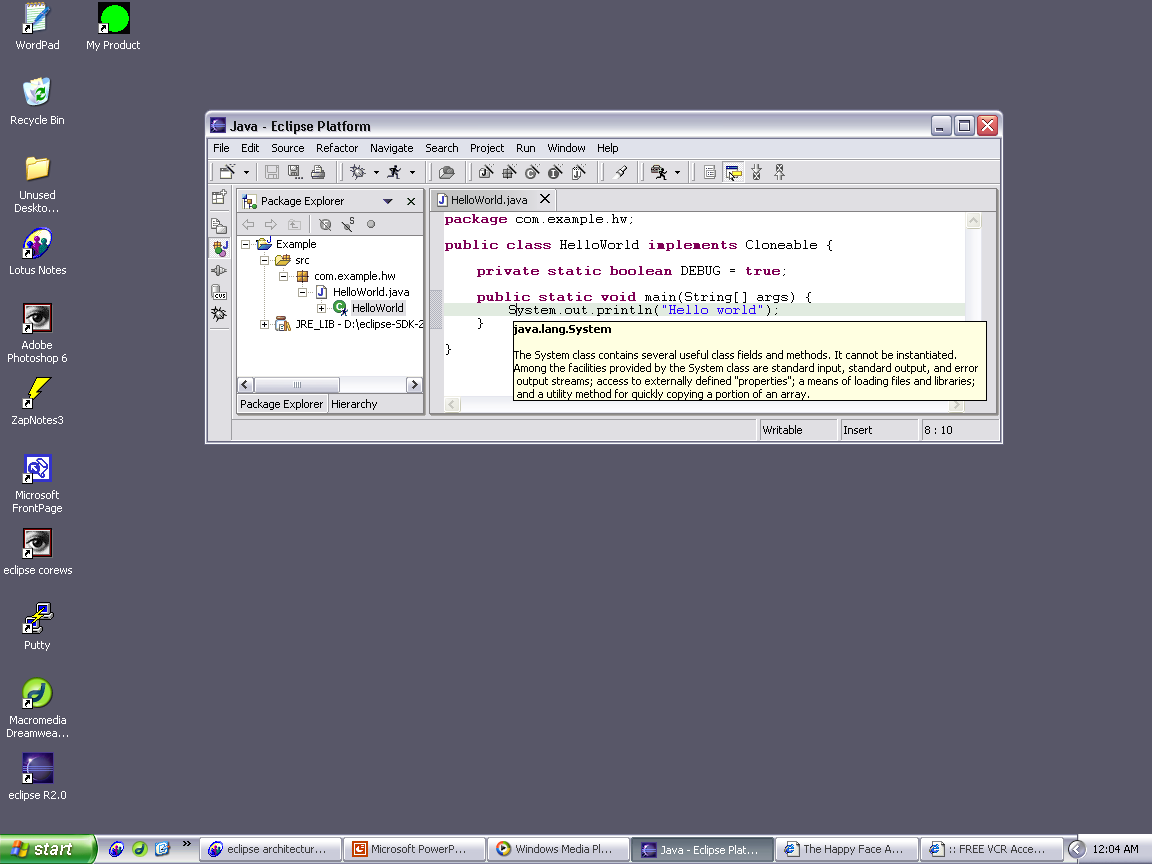 WordPad
My Product
Recycle Bin
Unused
Deskto...
Lotus Notes
Adobe
Photoshop 6
ZapNotes3
Microsoft
FrontPage
eclipse corews
Putty
Macromedia
Dreamwea...
eclipse R2.0
Java - Eclipse Platform
File Edit Source Refactor Navigate Search Project Run Window Help
Package Explorer
Example
src
com.example.hw
HelloWorld.java
HelloWorld
JRE_LIB - D:\eclipse-SDK-2
Package Explorer Hierarchy
HelloWorld.java
package com.example.hw;
public class HelloWorld implements Cloneable {
private static boolean DEBUG = true;
public static void main(String[] args) {
System.out.println("Hello world");
}
}
java.lang.System
The System class contains several useful class fields and methods. It cannot be instantiated.
Among the facilities provided by the System class are standard input, standard output, and error
output streams; access to externally defined "properties"; a means of loading files and libraries;
and a utility method for quickly copying a portion of an array.
Writable Insert 8 : 10
start
eclipse architectur...
Microsoft PowerP...
Windows Media Pl...
Java - Eclipse Plat...
The Happy Face A...
:: FREE VCR Acce...
12:04 AM